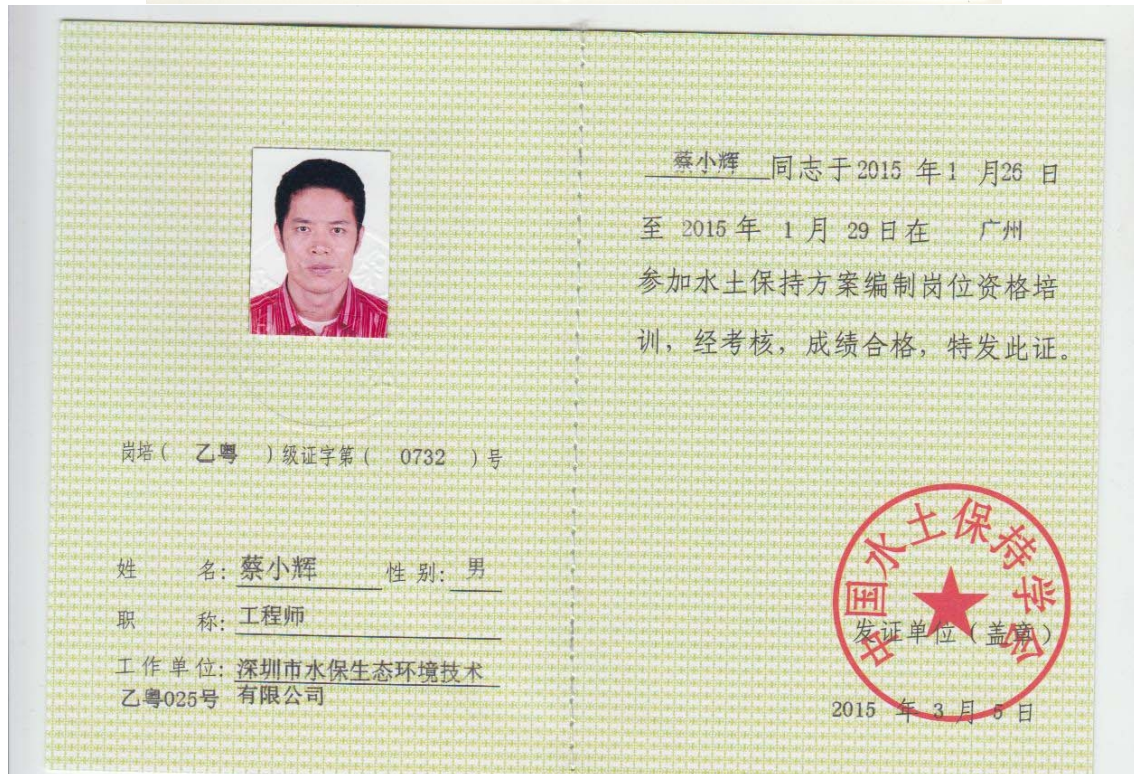 岗培( 乙粤 )级证字第( 0732 )号
姓 名: 蔡小辉 性别: 男
职 称: 工程师
工作单位: 深圳市水保生态环境技术
乙粤025号 有限公司
蔡小辉 同志于2015 年1 月26 日
至 2015 年 1 月 29 日在 广州
参加水土保持方案编制岗位资格培
训, 经考核, 成绩合格, 特发此证。
中国水土保持学会
发证单位(盖章)
2015 年 3 月 5 日